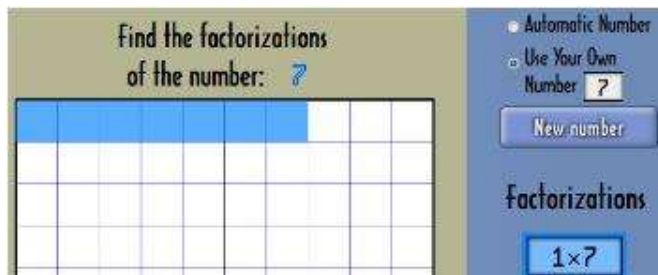 Find the factorizations
of the number: 7
Automatic Number
Use Your Own
Number 7
New number
Factorizations
1×7